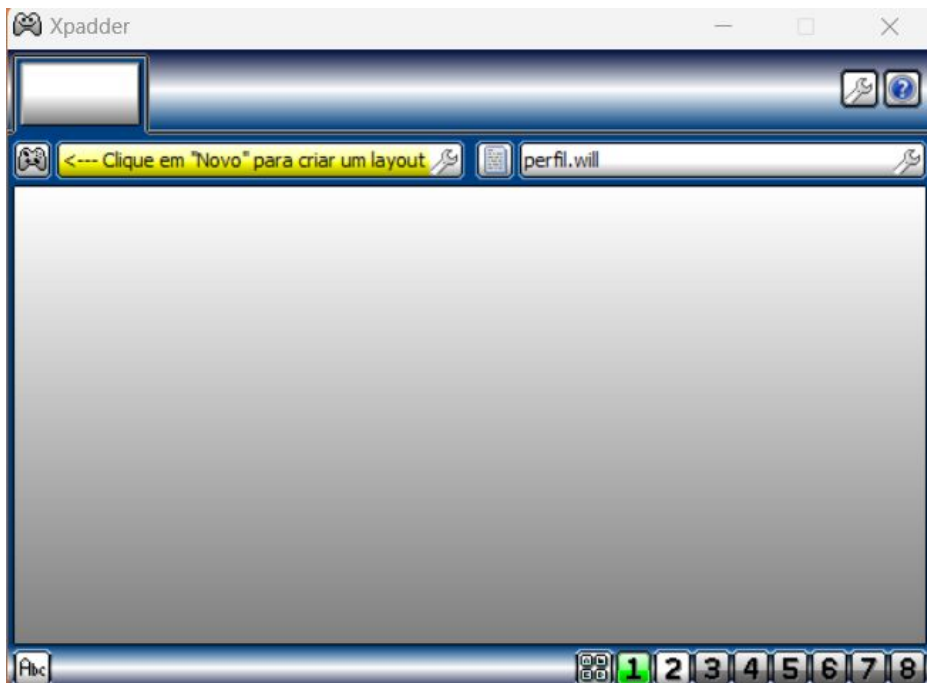 Xpadder
<--- Clique em "Novo" para criar um layout
perfil.will
Abc
1 2 3 4 5 6 7 8